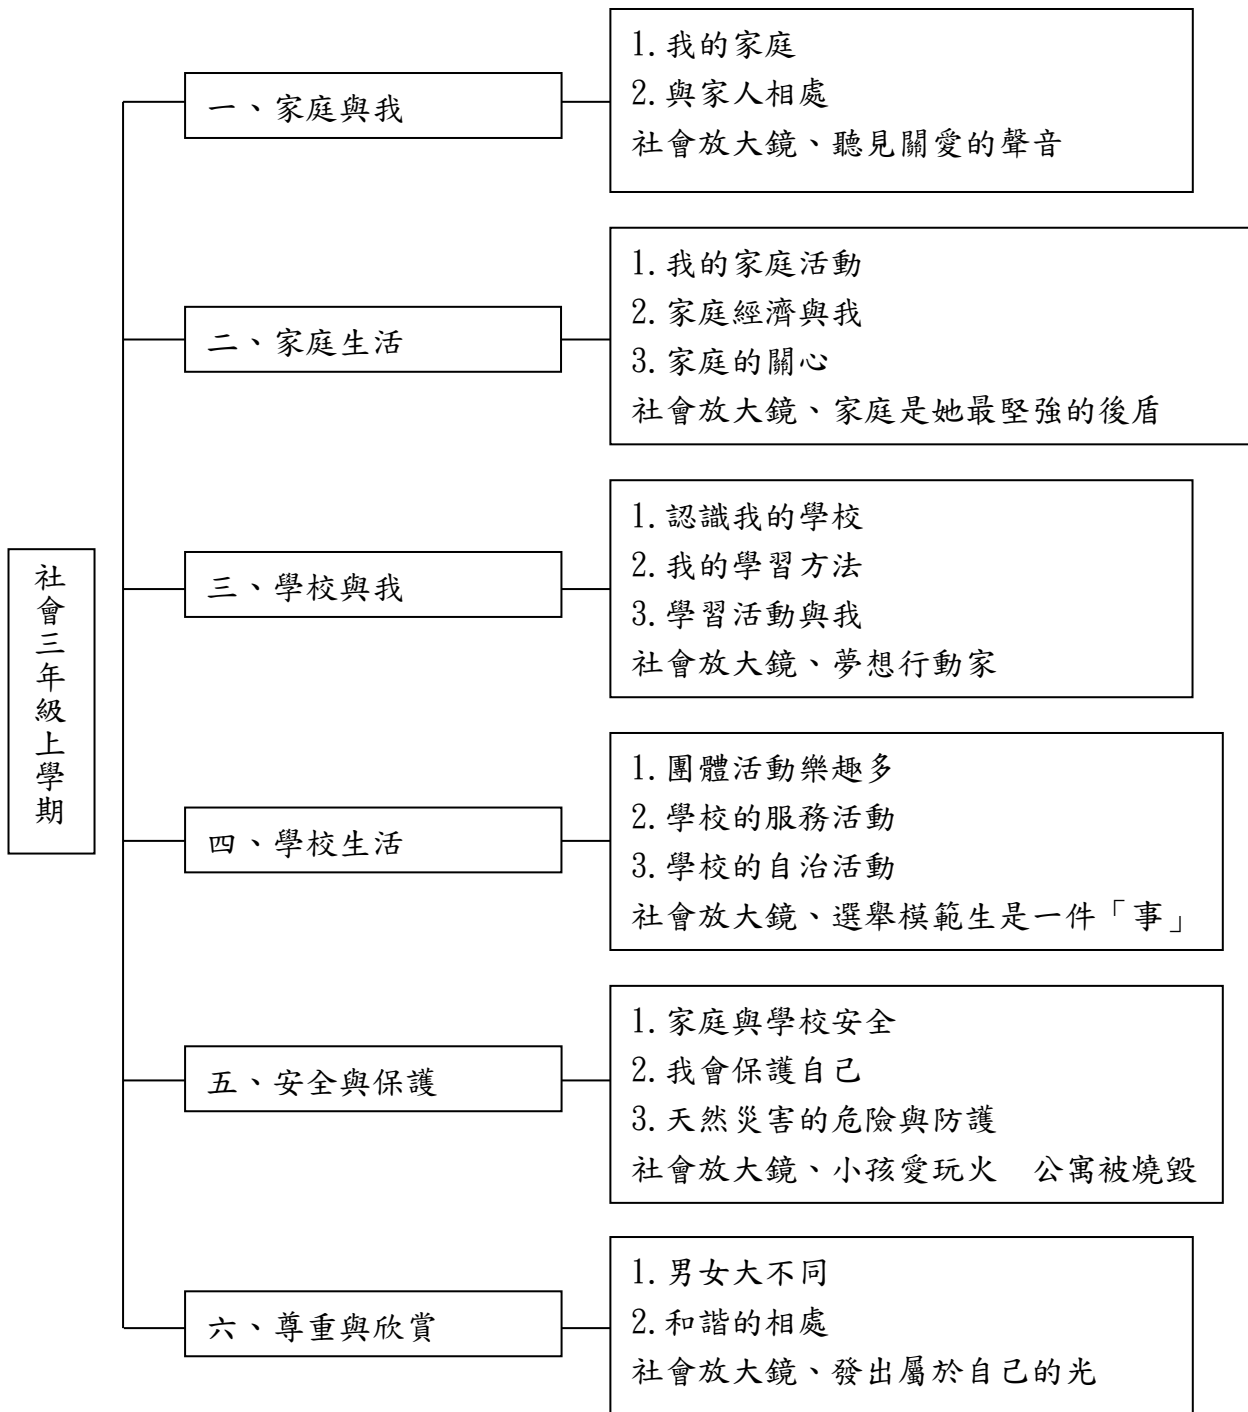 社會三年級上學期
一、家庭與我
1.我的家庭
2.與家人相處
社會放大鏡、聽見關愛的聲音
二、家庭生活
1.我的家庭活動
2.家庭經濟與我
3.家庭的關心
社會放大鏡、家庭是她最堅強的後盾
三、學校與我
1.認識我的學校
2.我的學習方法
3.學習活動與我
社會放大鏡、夢想行動家
四、學校生活
1.團體活動樂趣多
2.學校的服務活動
3.學校的自治活動
社會放大鏡、選舉模範生是一件「事」
五、安全與保護
1.家庭與學校安全
2.我會保護自己
3.天然災害的危險與防護
社會放大鏡、小孩愛玩火　公寓被燒毀
六、尊重與欣賞
1.男女大不同
2.和諧的相處
社會放大鏡、發出屬於自己的光